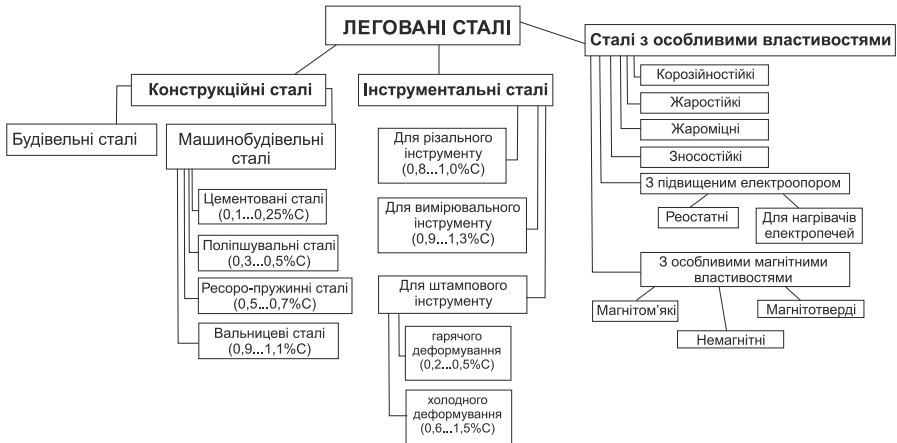 ЛЕГОВАНІ СТАЛІ
Конструкційні сталі
Будівельні сталі
Машинобудівельні
сталі
Цементовані сталі
(0,1...0,25%С)
Поліпшувальні сталі
(0,3...0,5%С)
Ресоро-пружинні сталі
(0,5...0,7%С)
Вальницеві сталі
(0,9...1,1%С)
Інструментальні сталі
Для різального
інструменту
(0,8...1,0%С)
Для вимірювального
інструменту
(0,9...1,3%С)
Для штампового
інструменту
гарячого
деформування
(0,2...0,5%С)
холодного
деформування
(0,6...1,5%С)
Сталі з особливими властивостями
Корозійностійкі
Жаростійкі
Жароміцні
Зносостійкі
З підвищеним електроопором
Реостатні
Для нагрівачів
електропечей
З особливими магнітними
властивостями
Магнітом’які
Немагнітні
Магнітотверді